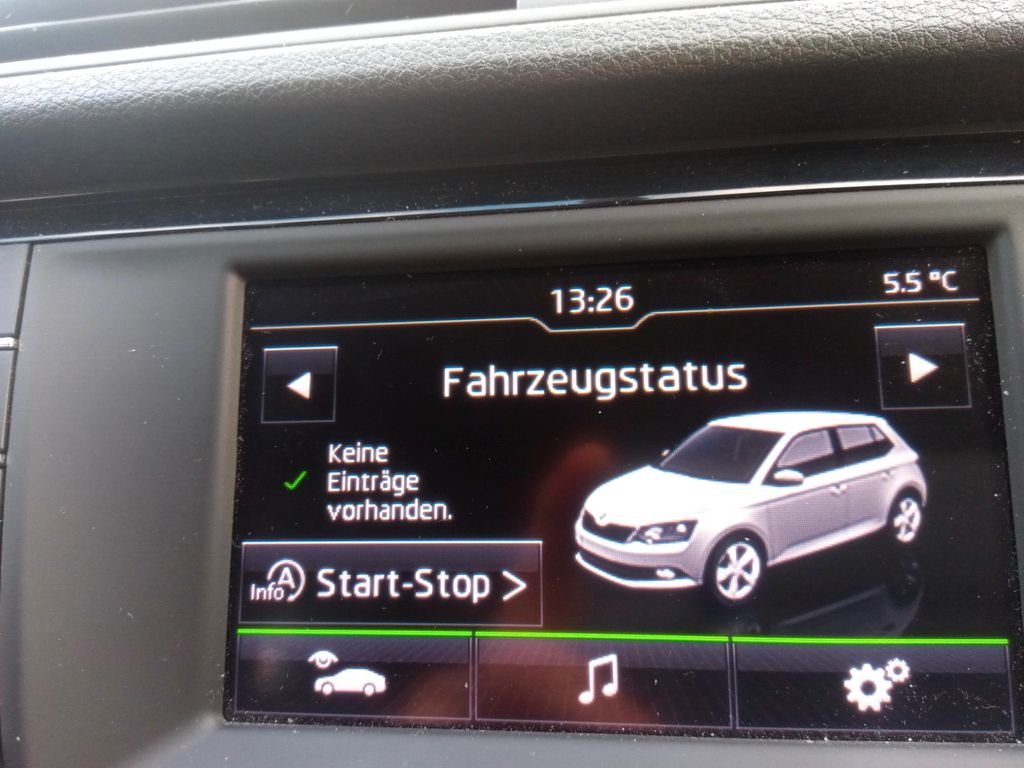 13:26
5.5 °C
Fahrzeugstatus
Keine
Einträge
vorhanden.
Info A Start-Stop >